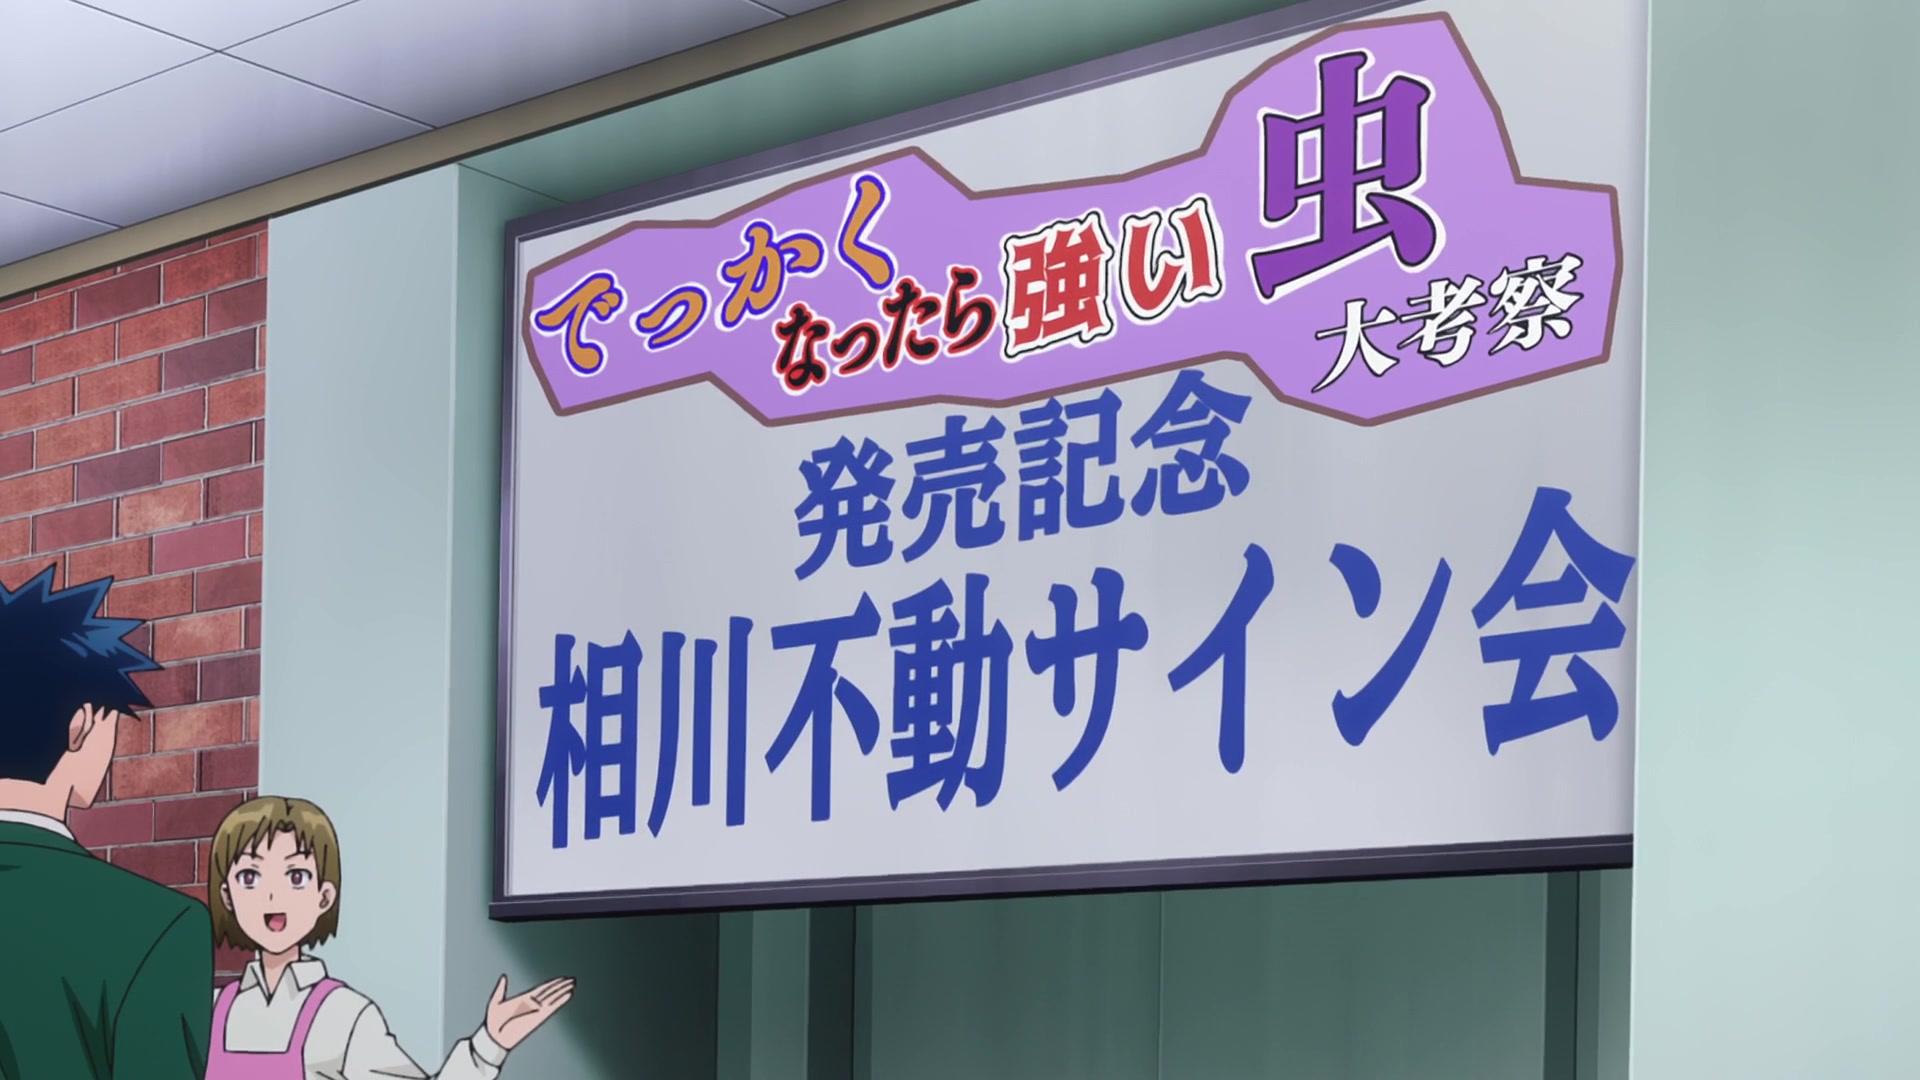 でっかく
なったら強い虫
大考察
発売記念
相川不動サイン会